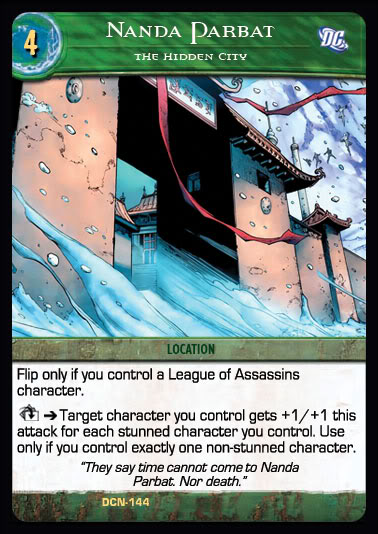 4
Nanda Parbat
The Hidden City
DC
LOCATION
Flip only if you control a League of Assassins
character.
➔ Target character you control gets +1/+1 this
attack for each stunned character you control. Use
only if you control exactly one non-stunned character.
“They say time cannot come to Nanda
Parbat. Nor death.”
DCN-144